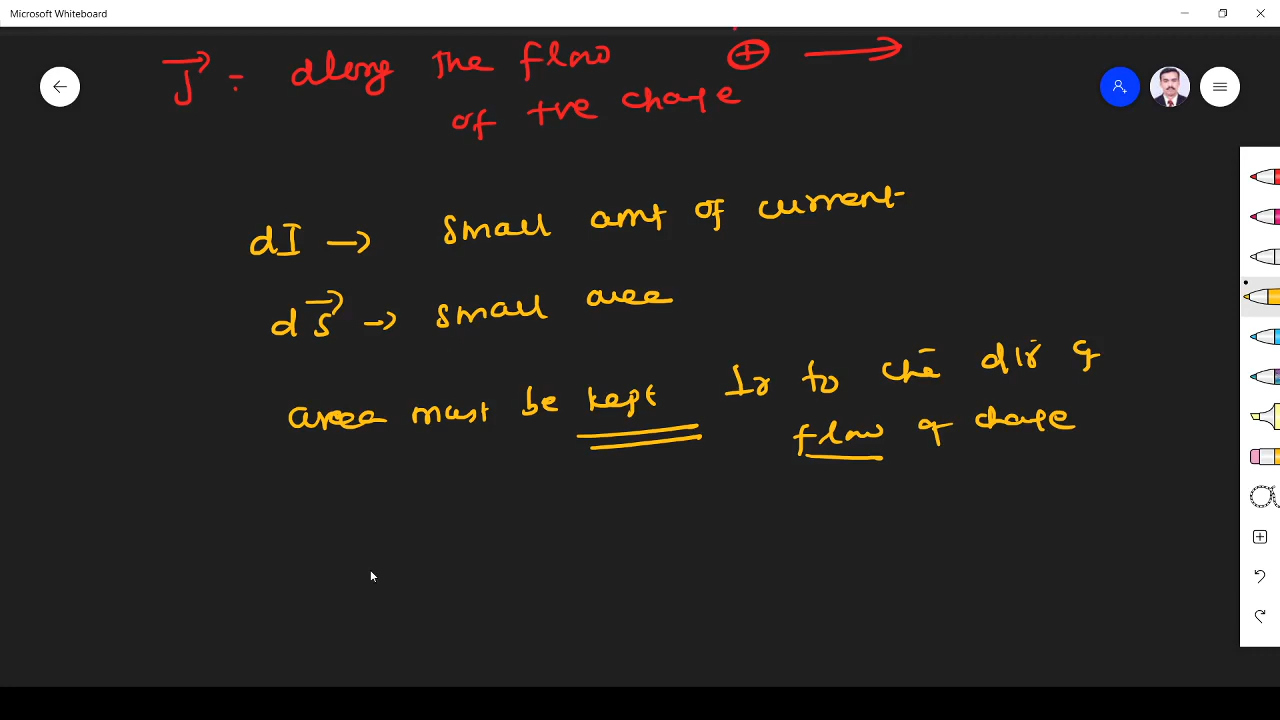 Microsoft Whiteboard
J⃗ : along the flow ⊕ →
of +ve charge
dI → small amt of current
dS⃗ → small area
area must be kept ⊥r to the dir of
flow of charge